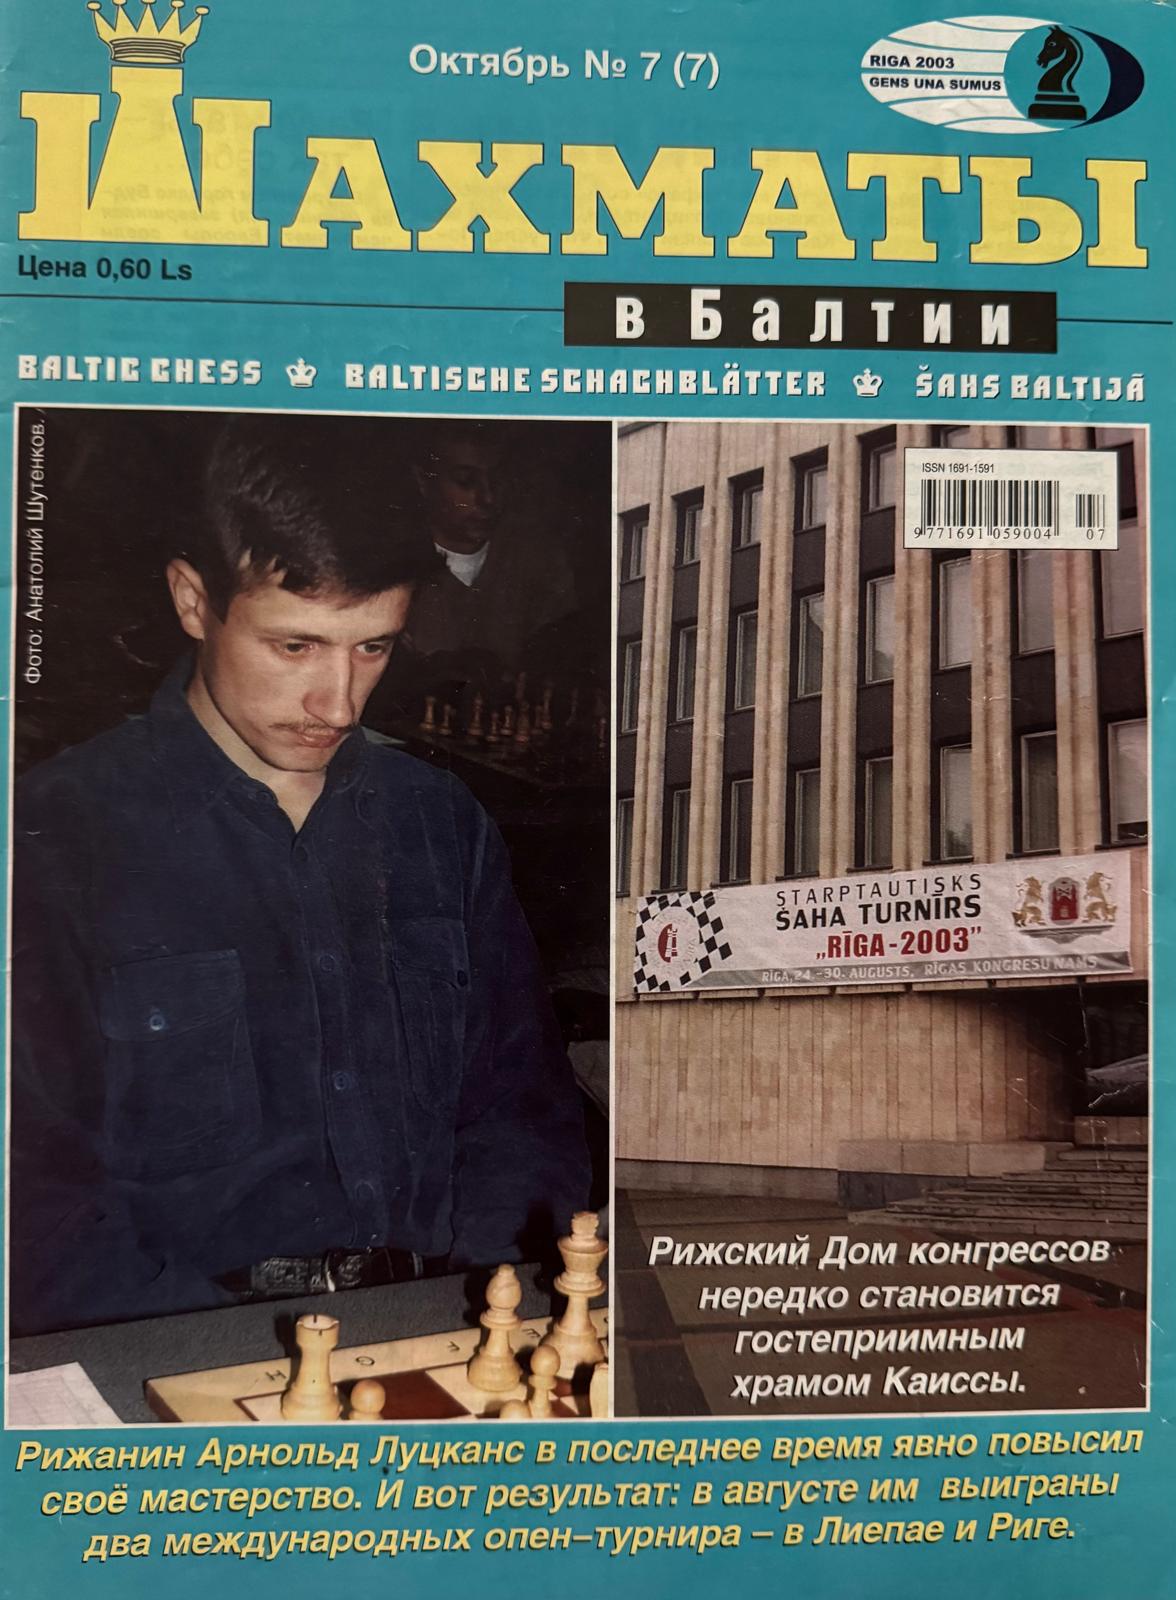 Октябрь № 7 (7)
RIGA 2003
GENS UNA SUMUS
ШАХМАТЫ
Цена 0,60 Ls
в Балтии
BALTIC CHESS BALTISCHE SCHACHBLÄTTER ŠAHS BALTIJĀ
Фото: Анатолий Шутенков.
ISSN 1691-1591
9 771691 059004 07
STARPTAUTISKS
ŠAHA TURNĪRS
„RĪGA-2003”
RĪGA, 24.-30. AUGUSTS, RĪGAS KONGRESU NAMS
Рижский Дом конгрессов
нередко становится
гостеприимным
храмом Каиссы.
H G F E
Рижанин Арнольд Луцканс в последнее время явно повысил
своё мастерство. И вот результат: в августе им выиграны
два международных опен-турнира – в Лиепае и Риге.